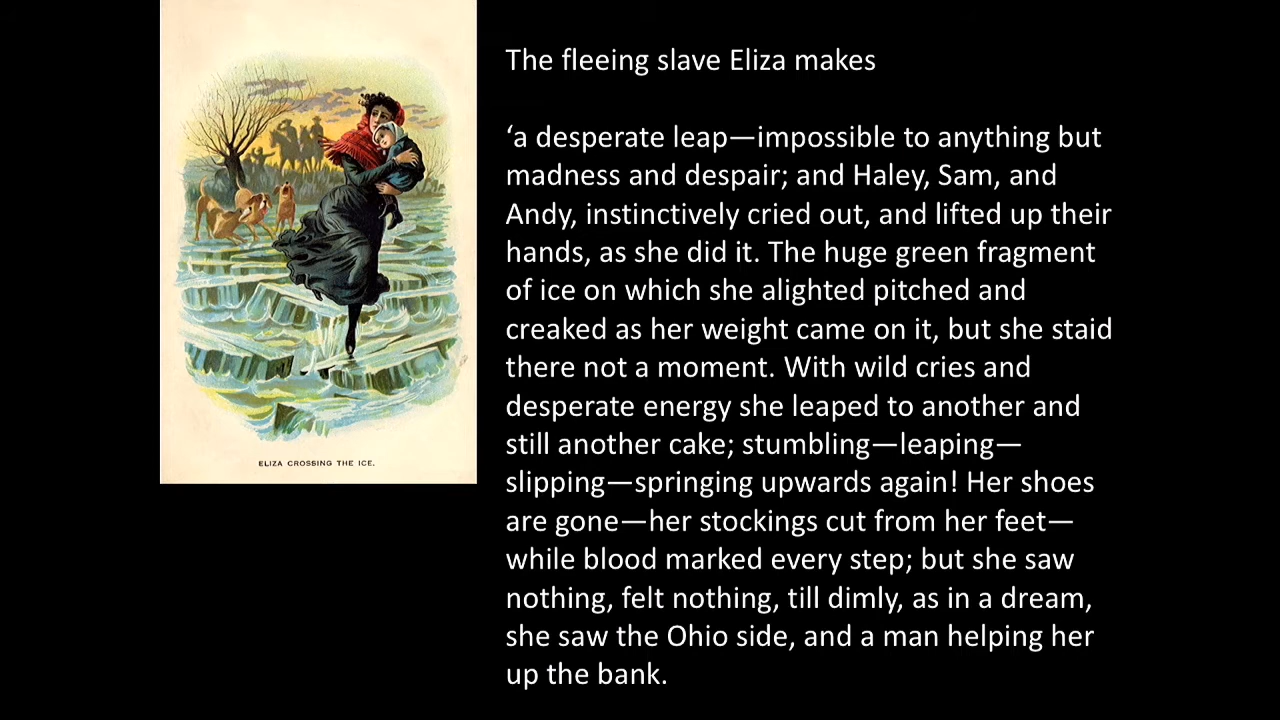 The fleeing slave Eliza makes
‘a desperate leap—impossible to anything but
madness and despair; and Haley, Sam, and
Andy, instinctively cried out, and lifted up their
hands, as she did it. The huge green fragment
of ice on which she alighted pitched and
creaked as her weight came on it, but she staid
there not a moment. With wild cries and
desperate energy she leaped to another and
still another cake; stumbling—leaping—
slipping—springing upwards again! Her shoes
are gone—her stockings cut from her feet—
while blood marked every step; but she saw
nothing, felt nothing, till dimly, as in a dream,
she saw the Ohio side, and a man helping her
up the bank.
ELIZA CROSSING THE ICE.